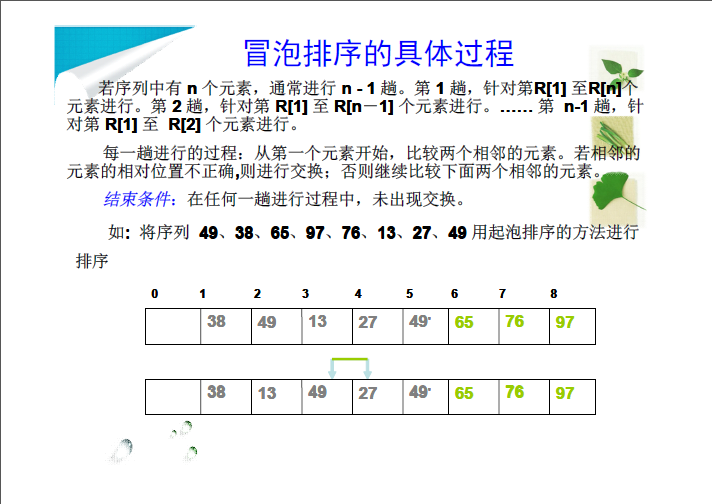 冒泡排序的具体过程
若序列中有 n 个元素，通常进行 n - 1 趟。第 1 趟，针对第R[1] 至R[n]个
元素进行。第 2 趟，针对第 R[1] 至 R[n－1] 个元素进行。…… 第 n-1 趟，针
对第 R[1] 至 R[2] 个元素进行。
每一趟进行的过程：从第一个元素开始，比较两个相邻的元素。若相邻的
元素的相对位置不正确,则进行交换；否则继续比较下面两个相邻的元素。
结束条件：在任何一趟进行过程中，未出现交换。
如: 将序列 49、38、65、97、76、13、27、49 用起泡排序的方法进行
排序
0 1 2 3 4 5 6 7 8
38 49 13 27 49· 65 76 97
38 13 49 27 49· 65 76 97